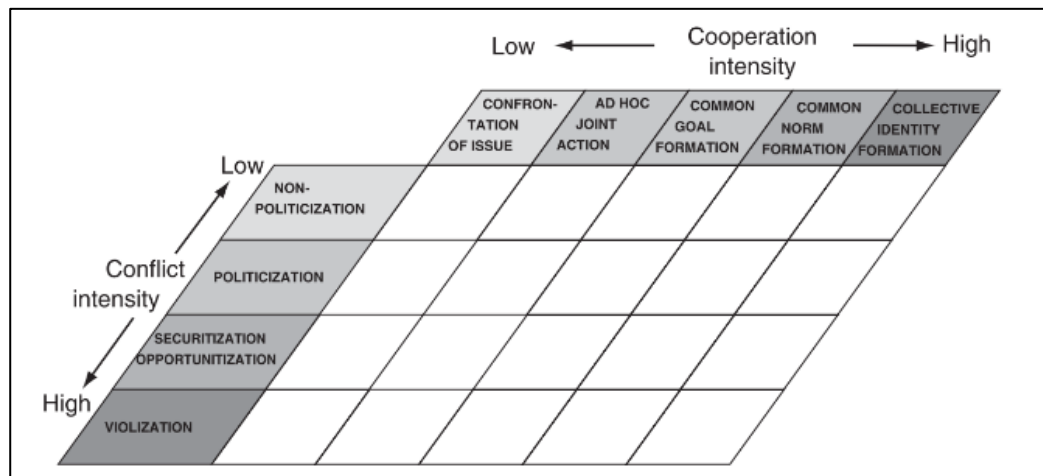 Low
Cooperation
intensity
High
CONFRON-
TATION
OF ISSUE
AD HOC
JOINT
ACTION
COMMON
GOAL
FORMATION
COMMON
NORM
FORMATION
COLLECTIVE
IDENTITY
FORMATION
Low
Conflict
intensity
High
NON-
POLITICIZATION
POLITICIZATION
SECURITIZATION
OPPORTUNITIZATION
VIOLIZATION